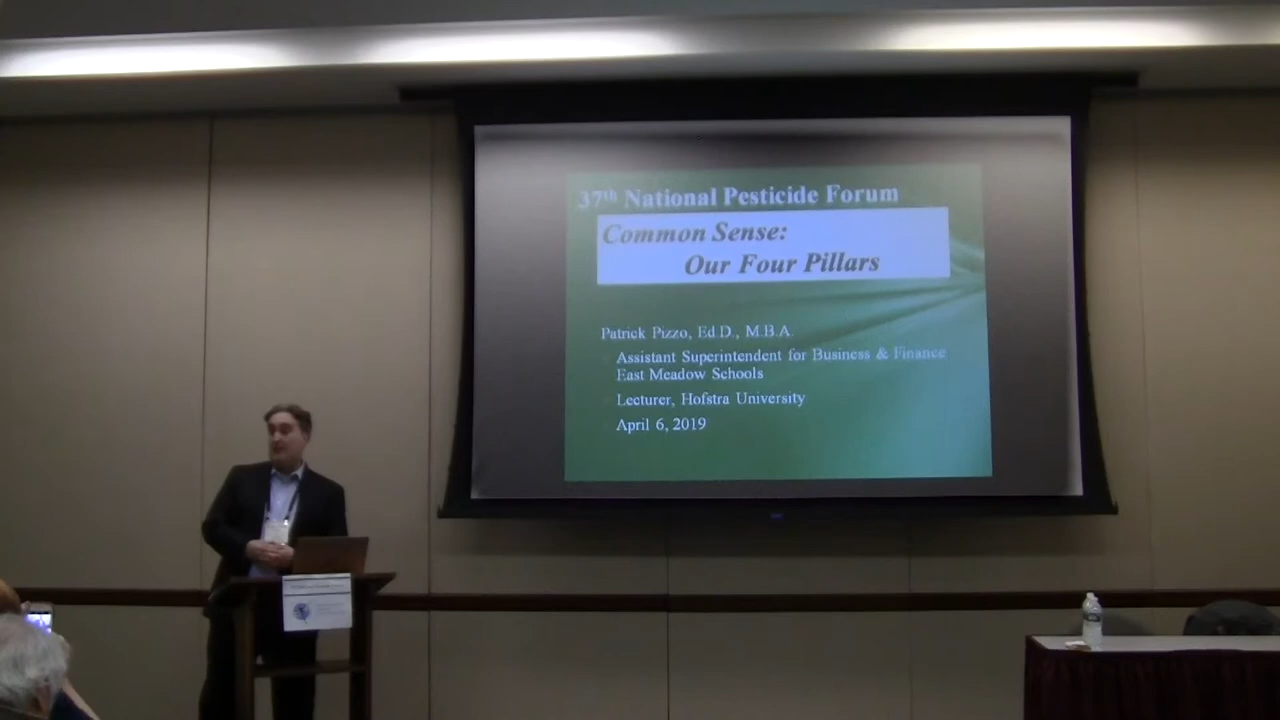 37th National Pesticide Forum
Common Sense:
Our Four Pillars
Patrick Pizzo, Ed D., M.B.A.
Assistant Superintendent for Business & Finance
East Meadow Schools
Lecturer, Hofstra University
April 6, 2019